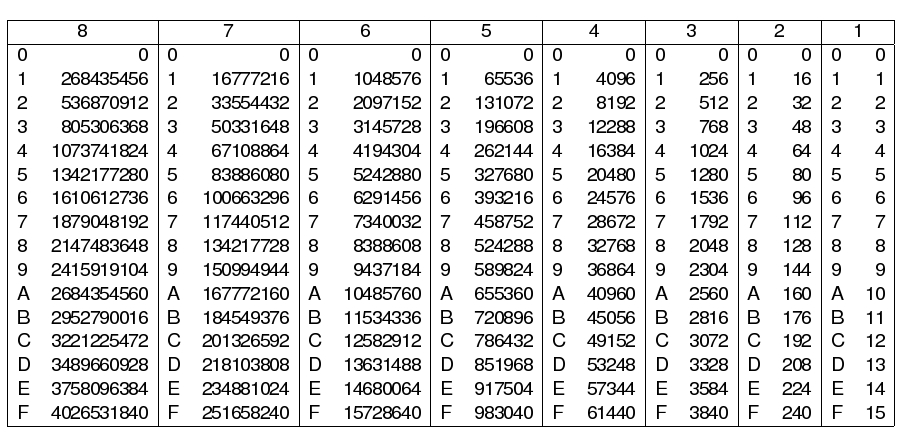 8 7 6 5 4 3 2 1
0 0 0 0 0 0 0 0 0 0 0 0 0 0 0 0
1 268435456 1 16777216 1 1048576 1 65536 1 4096 1 256 1 16 1 1
2 536870912 2 33554432 2 2097152 2 131072 2 8192 2 512 2 32 2 2
3 805306368 3 50331648 3 3145728 3 196608 3 12288 3 768 3 48 3 3
4 1073741824 4 67108864 4 4194304 4 262144 4 16384 4 1024 4 64 4 4
5 1342177280 5 83886080 5 5242880 5 327680 5 20480 5 1280 5 80 5 5
6 1610612736 6 100663296 6 6291456 6 393216 6 24576 6 1536 6 96 6 6
7 1879048192 7 117440512 7 7340032 7 458752 7 28672 7 1792 7 112 7 7
8 2147483648 8 134217728 8 8388608 8 524288 8 32768 8 2048 8 128 8 8
9 2415919104 9 150994944 9 9437184 9 589824 9 36864 9 2304 9 144 9 9
A 2684354560 A 167772160 A 10485760 A 655360 A 40960 A 2560 A 160 A 10
B 2952790016 B 184549376 B 11534336 B 720896 B 45056 B 2816 B 176 B 11
C 3221225472 C 201326592 C 12582912 C 786432 C 49152 C 3072 C 192 C 12
D 3489660928 D 218103808 D 13631488 D 851968 D 53248 D 3328 D 208 D 13
E 3758096384 E 234881024 E 14680064 E 917504 E 57344 E 3584 E 224 E 14
F 4026531840 F 251658240 F 15728640 F 983040 F 61440 F 3840 F 240 F 15